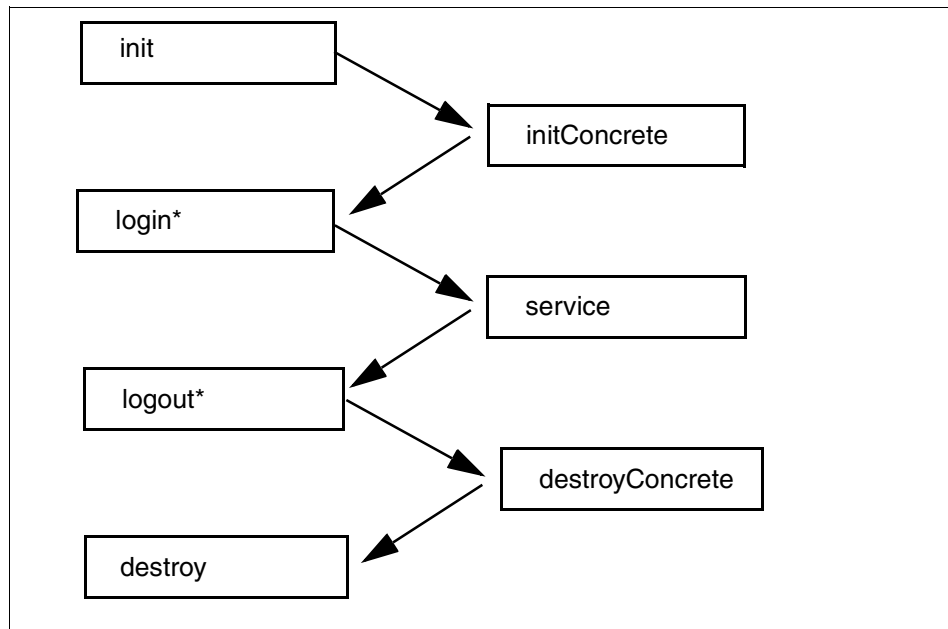 init
initConcrete
login*
service
logout*
destroyConcrete
destroy